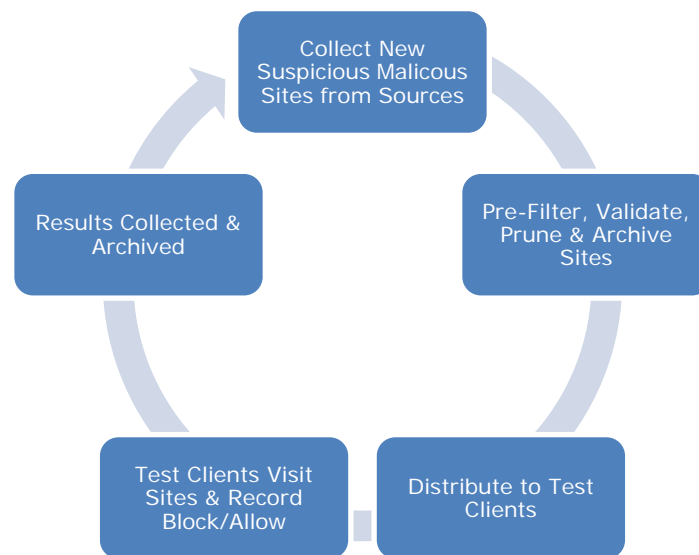 Collect New
Suspicious Malicous
Sites from Sources
Pre-Filter, Validate,
Prune & Archive
Sites
Distribute to Test
Clients
Test Clients Visit
Sites & Record
Block/Allow
Results Collected &
Archived